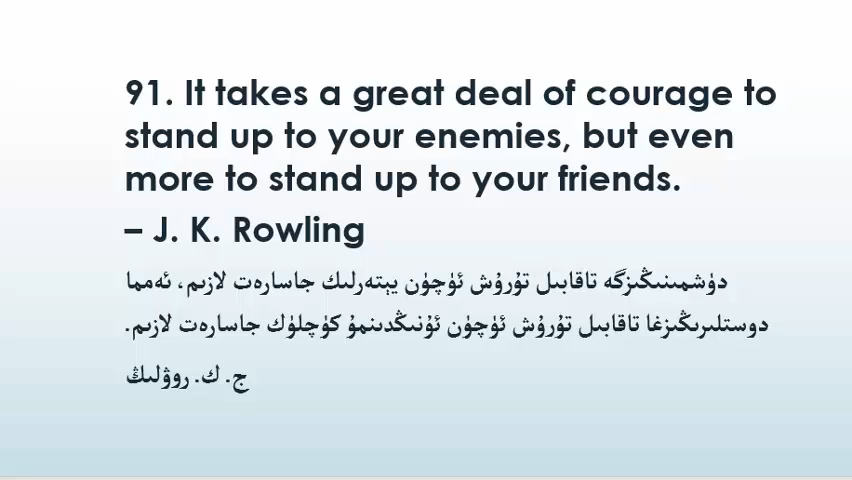 91. It takes a great deal of courage to
stand up to your enemies, but even
more to stand up to your friends.
– J. K. Rowling
دۈشمىنىڭىزگە تاقابىل تۇرۇش ئۈچۈن يېتەرلىك جاسارەت لازىم، ئەمما
دوستلىرىڭىزغا تاقابىل تۇرۇش ئۈچۈن ئۇنىڭدىنمۇ كۈچلۈك جاسارەت لازىم.
ج. ك. روۋلىڭ